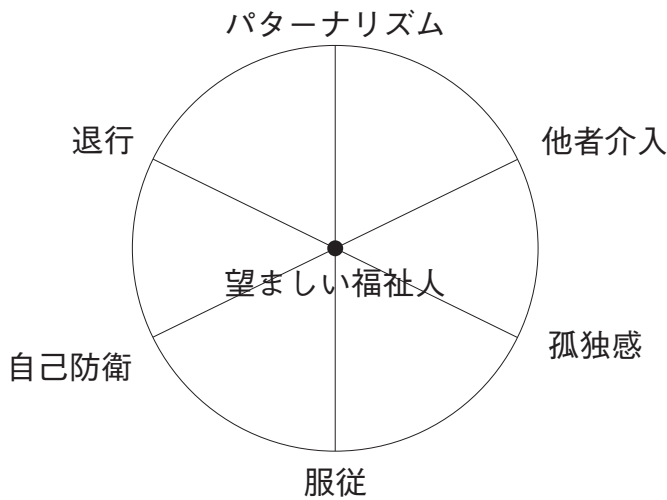 パターナリズム
退行
他者介入
望ましい福祉人
自己防衛
孤独感
服従